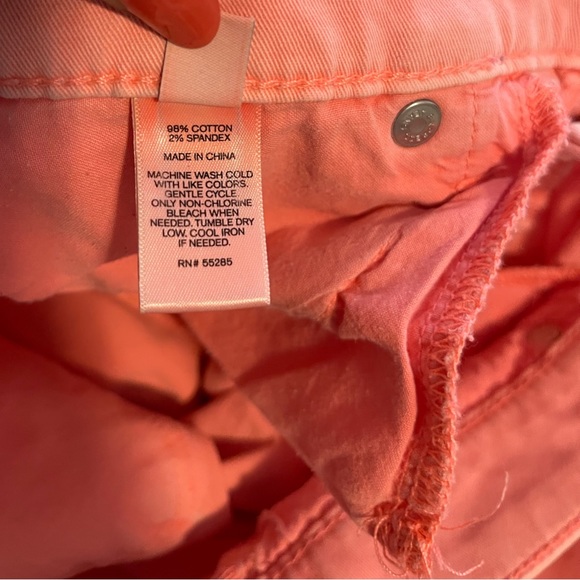 98% COTTON
2% SPANDEX
MADE IN CHINA
MACHINE WASH COLD
WITH LIKE COLORS.
GENTLE CYCLE
ONLY NON-CHLORINE
BLEACH WHEN
NEEDED. TUMBLE DRY
LOW. COOL IRON
IF NEEDED.
RN# 55285